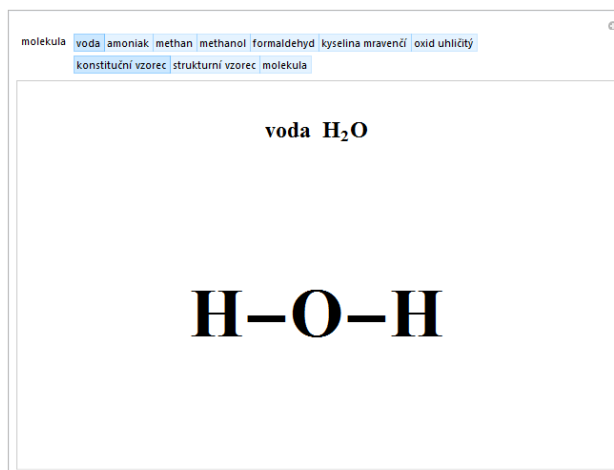 molekula voda amoniak methan methanol formaldehyd kyselina mravenčí oxid uhličitý
konstituční vzorec strukturní vzorec molekula
voda H₂O
H–O–H